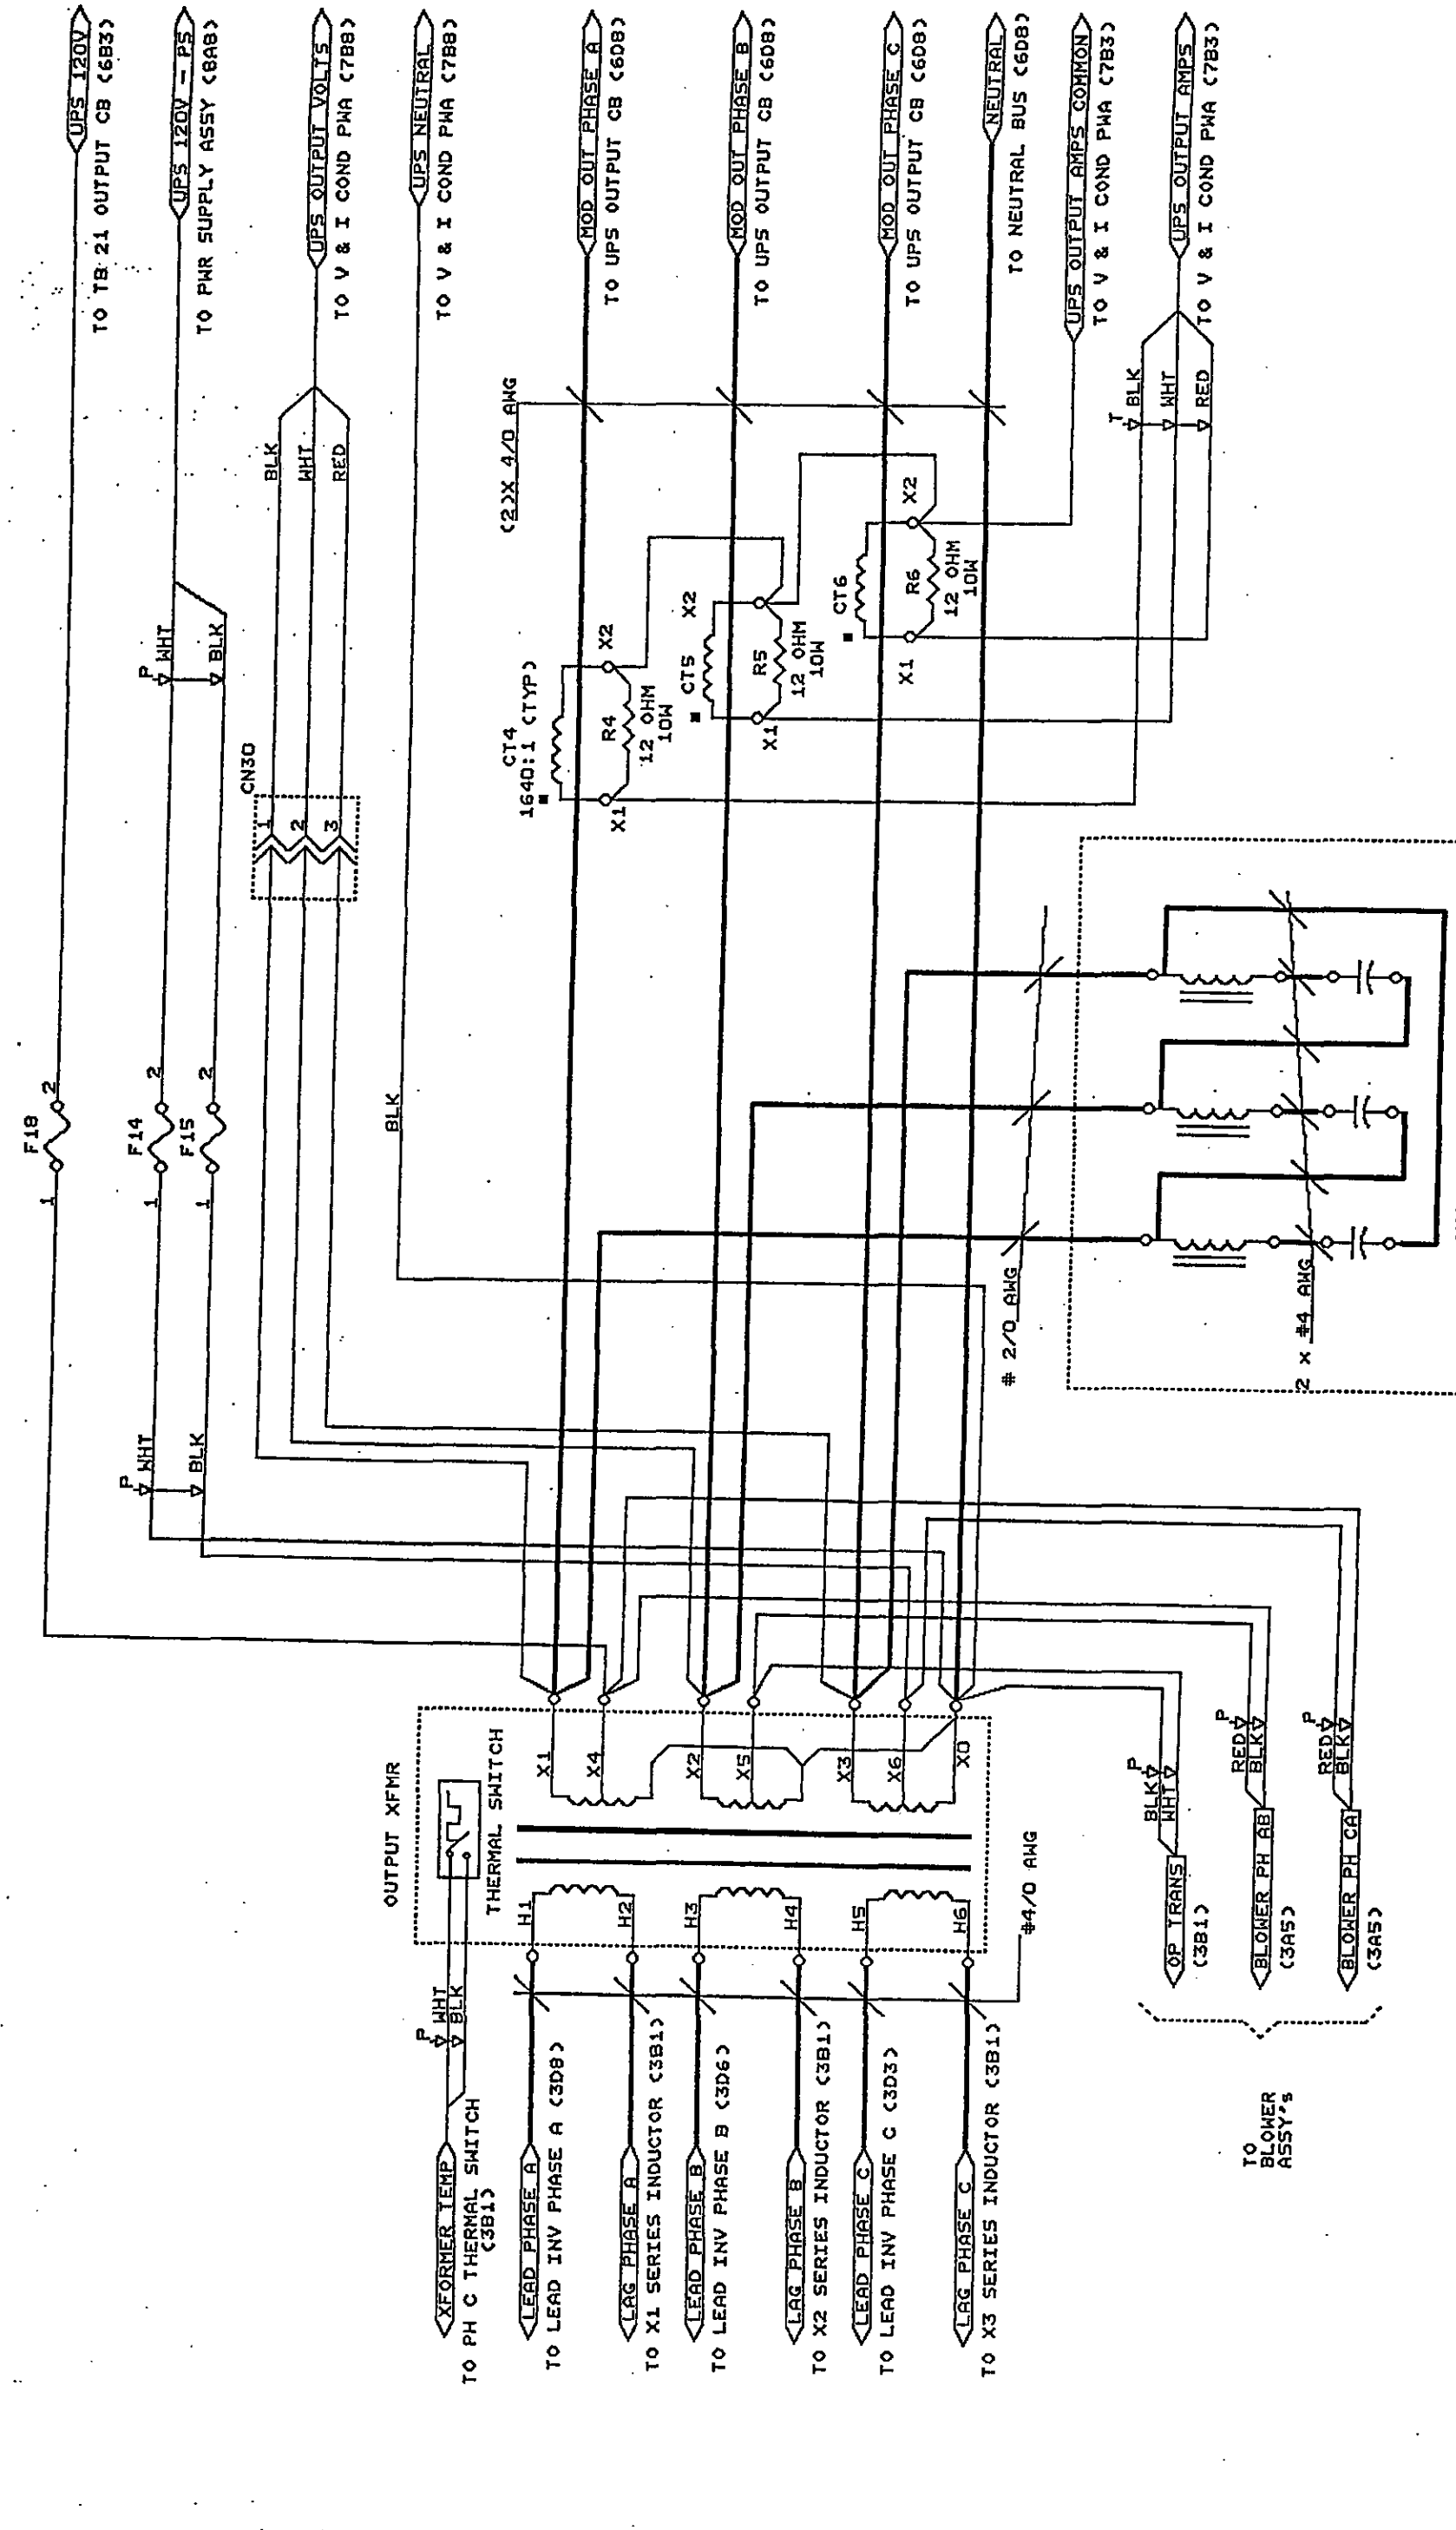 UPS 120V
TO TB 21 OUTPUT CB (6B3)
UPS 120V - PS
TO PWR SUPPLY ASSY (8A8)
UPS OUTPUT VOLTS
TO V & I COND PWA (7B8)
UPS NEUTRAL
TO V & I COND PWA (7B8)
MOD OUT PHASE A
TO UPS OUTPUT CB (6D8)
MOD OUT PHASE B
TO UPS OUTPUT CB (6D8)
MOD OUT PHASE C
TO UPS OUTPUT CB (6D8)
NEUTRAL
TO NEUTRAL BUS (6D8)
UPS OUTPUT AMPS COMMON
TO V & I COND PWA (7B3)
UPS OUTPUT AMPS
TO V & I COND PWA (7B3)
BLK
WHT
RED
T
BLK
WHT
RED
(2)X 4/0 AWG
P
WHT
BLK
CN30
1
2
3
CT4
1640:1 (TYP)
X1
X2
R4
12 OHM
10W
CT5
X1
X2
R5
12 OHM
10W
CT6
X1
X2
R6
12 OHM
10W
F18
1
2
F14
1
2
F15
1
2
BLK
# 2/0 AWG
2 x #4 AWG
P
WHT
BLK
OUTPUT XFMR
THERMAL SWITCH
X1
X4
X2
X5
X3
X6
X0
H1
H2
H3
H4
H5
H6
#4/0 AWG
P
WHT
BLK
XFORMER TEMP
TO PH C THERMAL SWITCH
(3B1)
LEAD PHASE A
TO LEAD INV PHASE A (3D8)
LAG PHASE A
TO X1 SERIES INDUCTOR (3B1)
LEAD PHASE B
TO LEAD INV PHASE B (3D6)
LAG PHASE B
TO X2 SERIES INDUCTOR (3B1)
LEAD PHASE C
TO LEAD INV PHASE C (3D3)
LAG PHASE C
TO X3 SERIES INDUCTOR (3B1)
P
BLK
WHT
OP TRANS
(3B1)
P
RED
BLK
BLOWER PH AB
(3A5)
P
RED
BLK
BLOWER PH CA
(3A5)
TO
BLOWER
ASSY's